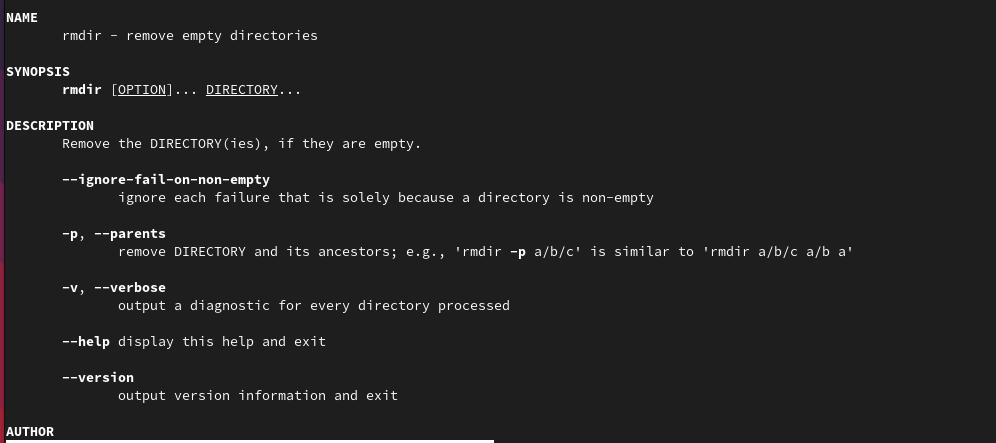 NAME
rmdir - remove empty directories
SYNOPSIS
rmdir [OPTION]... DIRECTORY...
DESCRIPTION
Remove the DIRECTORY(ies), if they are empty.
--ignore-fail-on-non-empty
ignore each failure that is solely because a directory is non-empty
-p, --parents
remove DIRECTORY and its ancestors; e.g., 'rmdir -p a/b/c' is similar to 'rmdir a/b/c a/b a'
-v, --verbose
output a diagnostic for every directory processed
--help display this help and exit
--version
output version information and exit
AUTHOR